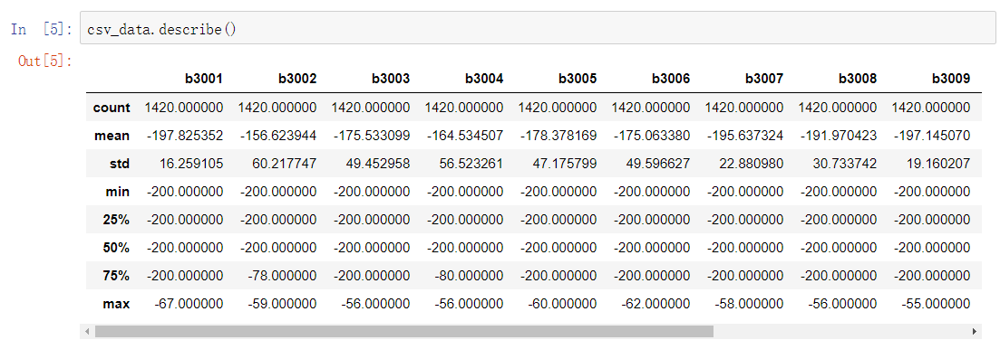 In [5]: csv_data.describe()
Out[5]:
b3001 b3002 b3003 b3004 b3005 b3006 b3007 b3008 b3009
count 1420.000000 1420.000000 1420.000000 1420.000000 1420.000000 1420.000000 1420.000000 1420.000000 1420.000000
mean -197.825352 -156.623944 -175.533099 -164.534507 -178.378169 -175.063380 -195.637324 -191.970423 -197.145070
std 16.259105 60.217747 49.452958 56.523261 47.175799 49.596627 22.880980 30.733742 19.160207
min -200.000000 -200.000000 -200.000000 -200.000000 -200.000000 -200.000000 -200.000000 -200.000000 -200.000000
25% -200.000000 -200.000000 -200.000000 -200.000000 -200.000000 -200.000000 -200.000000 -200.000000 -200.000000
50% -200.000000 -200.000000 -200.000000 -200.000000 -200.000000 -200.000000 -200.000000 -200.000000 -200.000000
75% -200.000000 -78.000000 -200.000000 -80.000000 -200.000000 -200.000000 -200.000000 -200.000000 -200.000000
max -67.000000 -59.000000 -56.000000 -56.000000 -60.000000 -62.000000 -58.000000 -56.000000 -55.000000